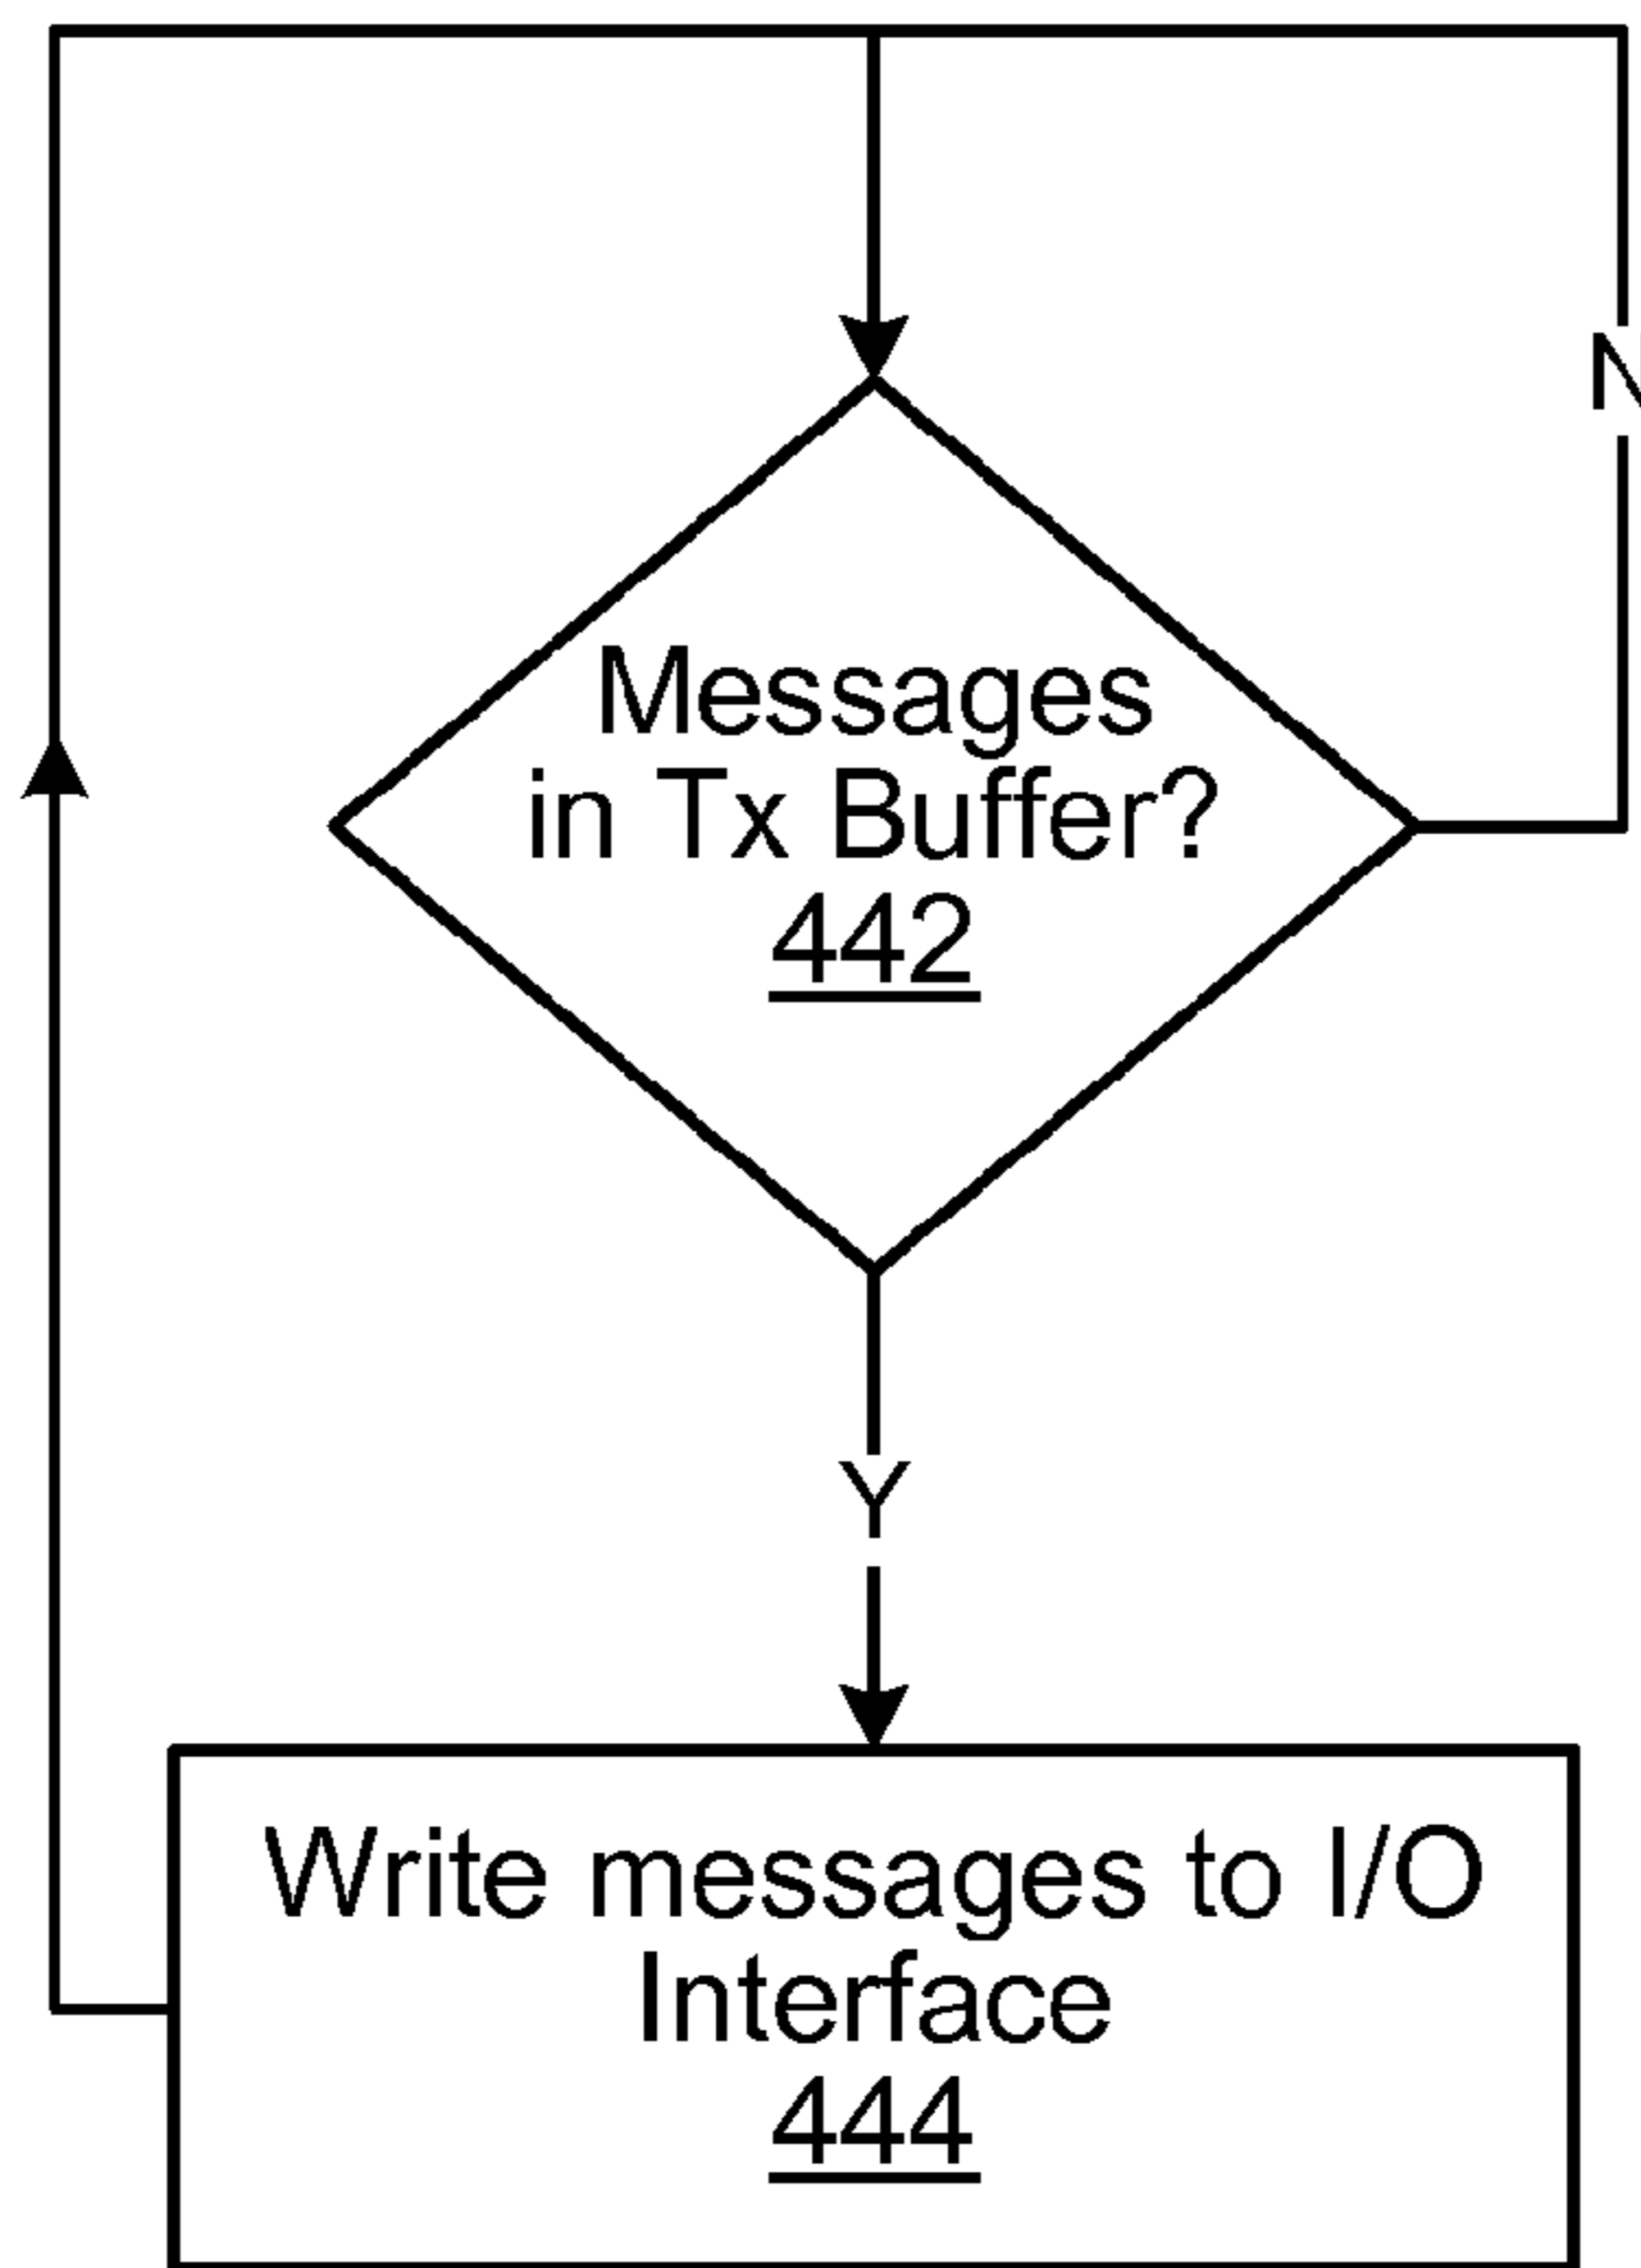 N
Messages
in Tx Buffer?
442
Y
Write messages to I/O
Interface
444